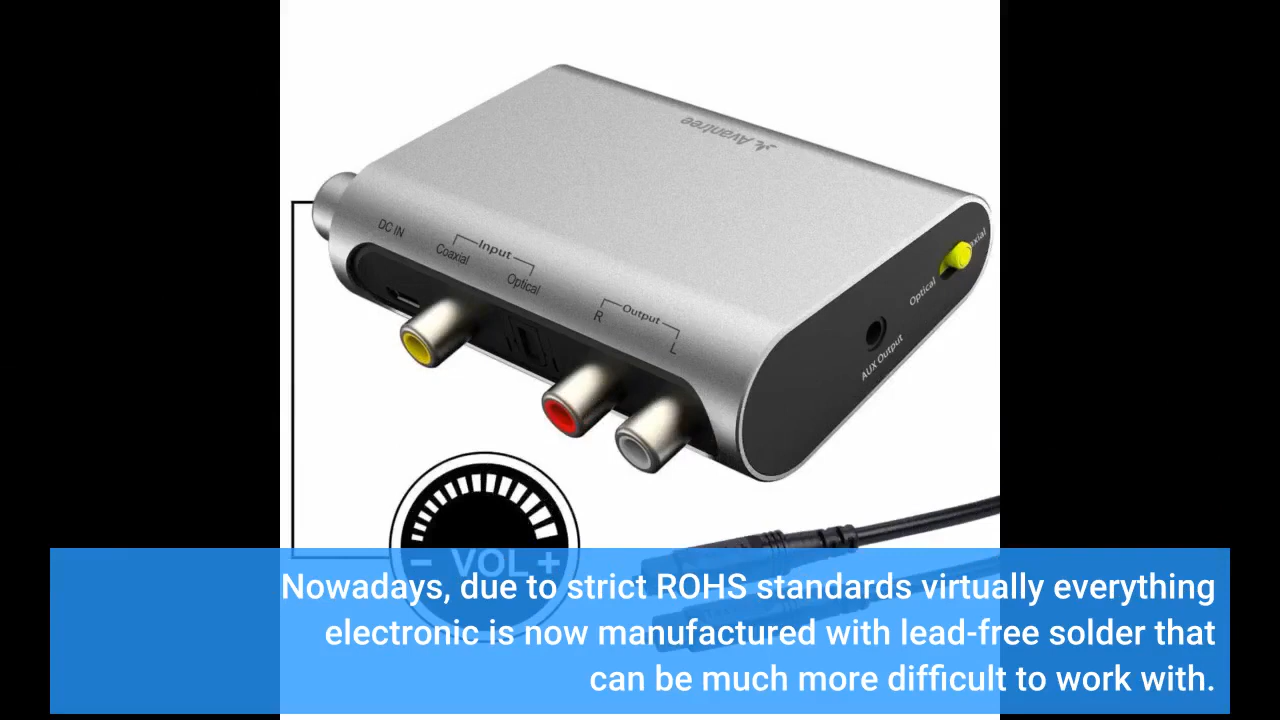 Avantree
DC IN
Input
Coaxial
Optical
Output
R
L
Optical
AUX Output
- VOL +
Nowadays, due to strict ROHS standards virtually everything
electronic is now manufactured with lead-free solder that
can be much more difficult to work with.